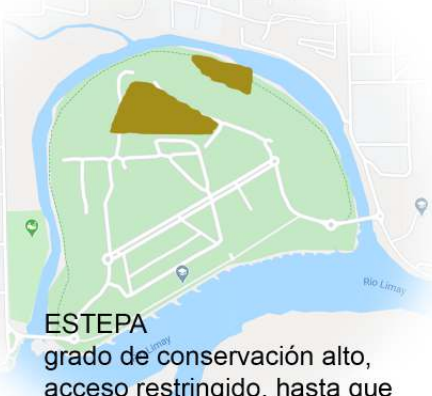 Río Limay
ESTEPA
Limay
grado de conservación alto,
acceso restringido, hasta que